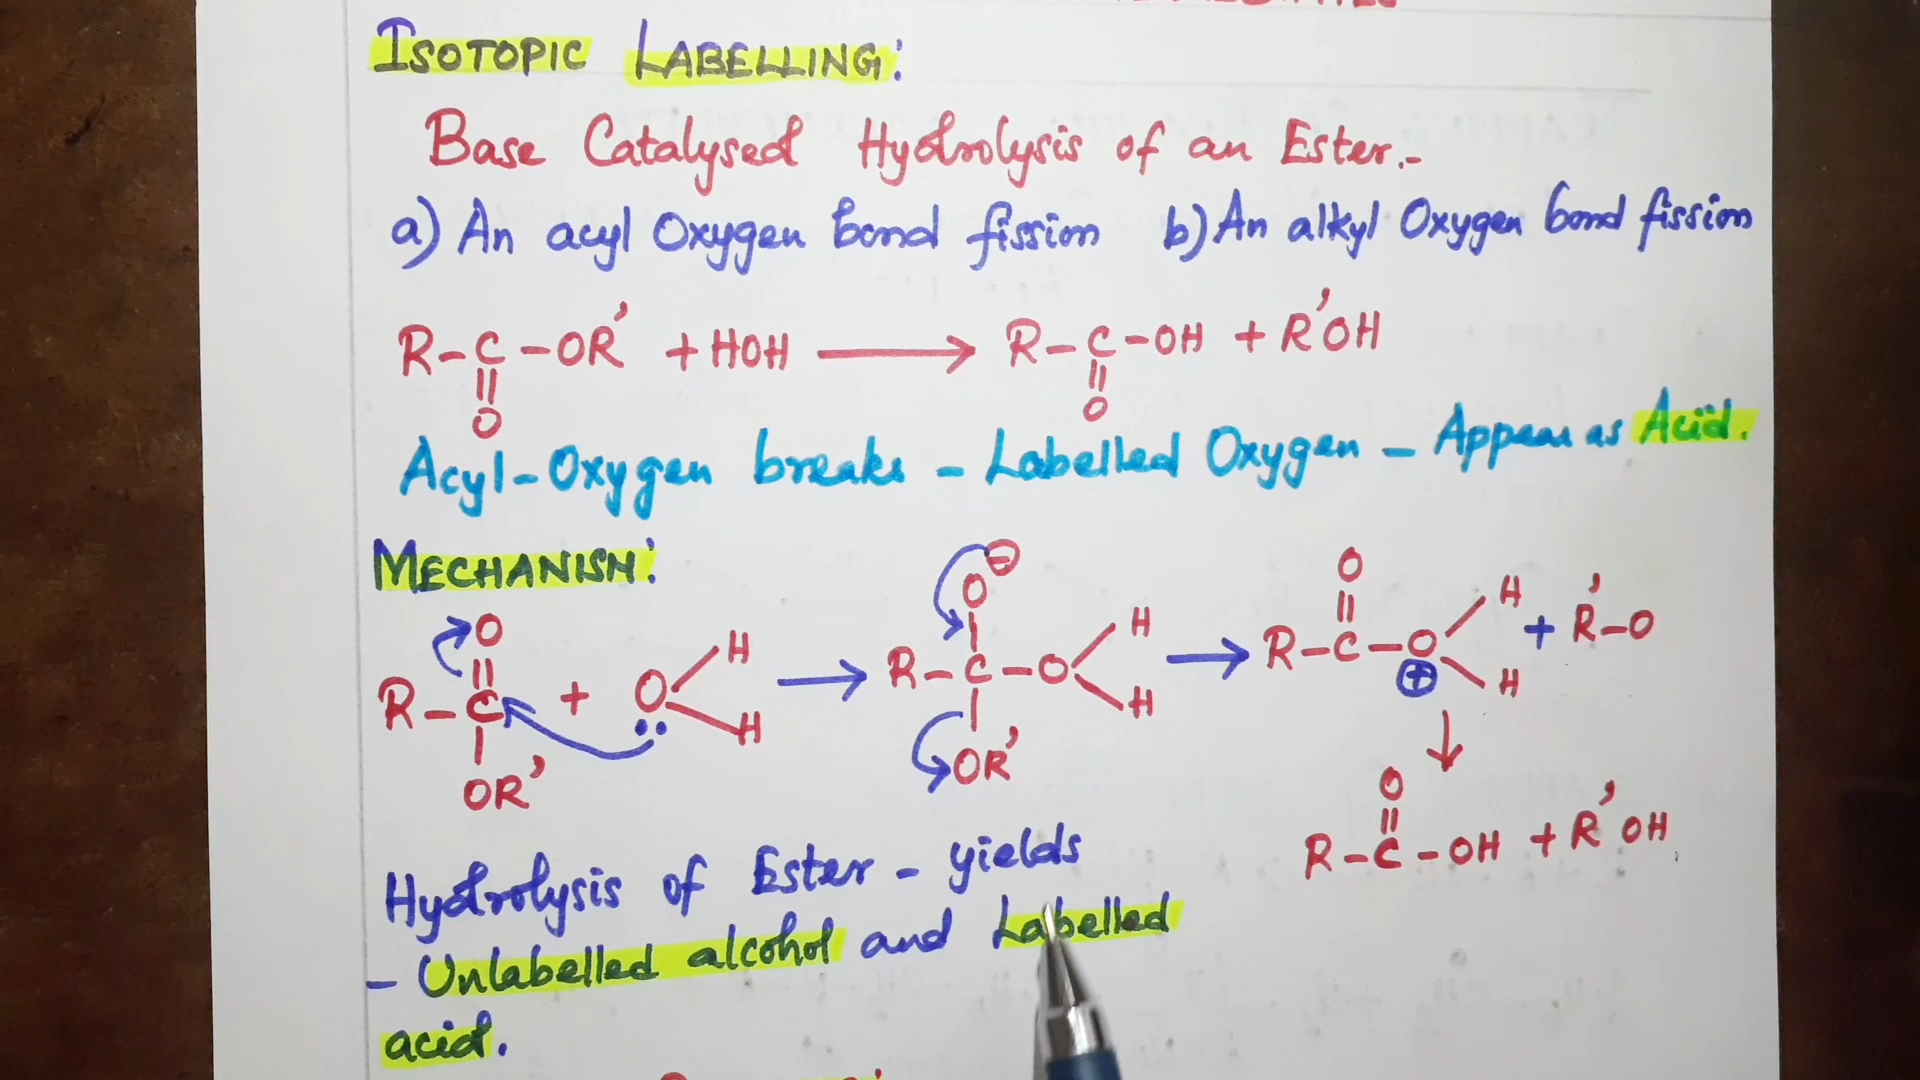 ISOTOPIC LABELLING:
Base Catalysed Hydrolysis of an Ester.-
a) An acyl Oxygen bond fission b) An alkyl Oxygen bond fission
R-C-OR' + HOH → R-C-OH + R'OH
|| ||
O O
Acyl-Oxygen breaks - Labelled Oxygen - Appear as Acid.
MECHANISM:
O O⊖ O
|| | ||
R-C + O H H → R-C-O H H → R-C-O H H + R'-O
| : | ⊕
OR' OR' ↓
O
||
R-C-OH + R'OH
Hydrolysis of Ester - yields
- Unlabelled alcohol and Labelled
acid.